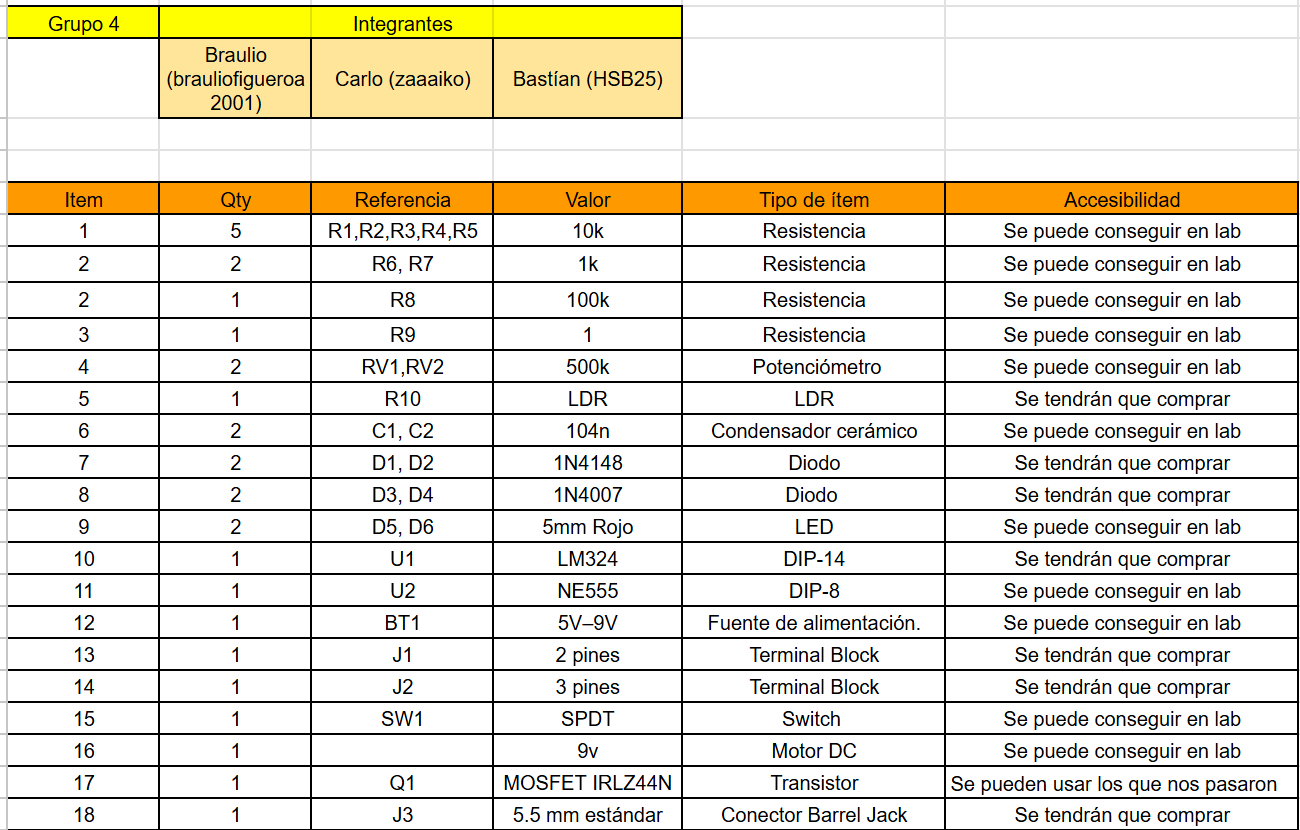 Grupo 4 Integrantes
Braulio
(brauliofigueroa
2001)
Carlo (zaaaiko)
Bastían (HSB25)
Item Qty Referencia Valor Tipo de ítem Accesibilidad
1 5 R1,R2,R3,R4,R5 10k Resistencia Se puede conseguir en lab
2 2 R6, R7 1k Resistencia Se puede conseguir en lab
2 1 R8 100k Resistencia Se puede conseguir en lab
3 1 R9 1 Resistencia Se puede conseguir en lab
4 2 RV1,RV2 500k Potenciómetro Se puede conseguir en lab
5 1 R10 LDR LDR Se tendrán que comprar
6 2 C1, C2 104n Condensador cerámico Se puede conseguir en lab
7 2 D1, D2 1N4148 Diodo Se tendrán que comprar
8 2 D3, D4 1N4007 Diodo Se tendrán que comprar
9 2 D5, D6 5mm Rojo LED Se puede conseguir en lab
10 1 U1 LM324 DIP-14 Se tendrán que comprar
11 1 U2 NE555 DIP-8 Se puede conseguir en lab
12 1 BT1 5V–9V Fuente de alimentación. Se puede conseguir en lab
13 1 J1 2 pines Terminal Block Se tendrán que comprar
14 1 J2 3 pines Terminal Block Se tendrán que comprar
15 1 SW1 SPDT Switch Se puede conseguir en lab
16 1 9v Motor DC Se puede conseguir en lab
17 1 Q1 MOSFET IRLZ44N Transistor Se pueden usar los que nos pasaron
18 1 J3 5.5 mm estándar Conector Barrel Jack Se tendrán que comprar